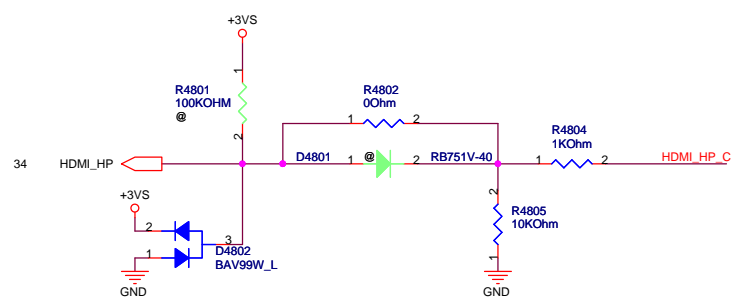 +3VS
1
R4801
100KOHM
@
2
R4802
0Ohm
1 2
R4804
1KOhm
34 HDMI_HP
D4801 1 @ 2 RB751V-40
1 2
HDMI_HP_C
+3VS
2
3
1
D4802
BAV99W_L
GND
2
R4805
10KOhm
1
GND